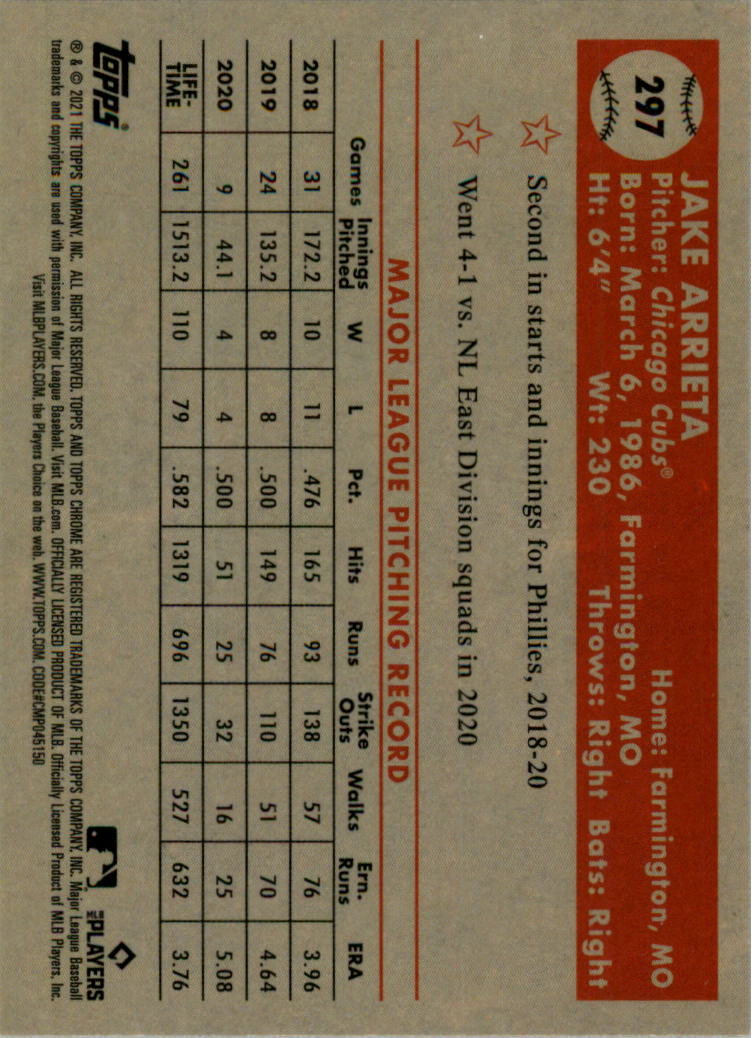 297
JAKE ARRIETA
Pitcher: Chicago Cubs® Home: Farmington, MO
Born: March 6, 1986, Farmington, MO
Ht: 6'4" Wt: 230 Throws: Right Bats: Right
Second in starts and innings for Phillies, 2018-20
Went 4-1 vs. NL East Division squads in 2020
MAJOR LEAGUE PITCHING RECORD
Games Innings Pitched W L Pct. Hits Runs Strike Outs Walks Ern. Runs ERA
2018 31 172.2 10 11 .476 165 93 138 57 76 3.96
2019 24 135.2 8 8 .500 149 76 110 51 70 4.64
2020 9 44.1 4 4 .500 51 25 32 16 25 5.08
LIFE-TIME 261 1513.2 110 79 .582 1319 696 1350 527 632 3.76
topps®
MLB PLAYERS
® & © 2021 THE TOPPS COMPANY, INC. ALL RIGHTS RESERVED. TOPPS AND TOPPS CHROME ARE REGISTERED TRADEMARKS OF THE TOPPS COMPANY, INC. Major League Baseball
trademarks and copyrights are used with permission of Major League Baseball. Visit MLB.com. OFFICIALLY LICENSED PRODUCT OF MLB. Officially Licensed Product of MLB Players, Inc.
Visit MLBPLAYERS.COM, the Players Choice on the web. WWW.TOPPS.COM. CODE#CMP045150